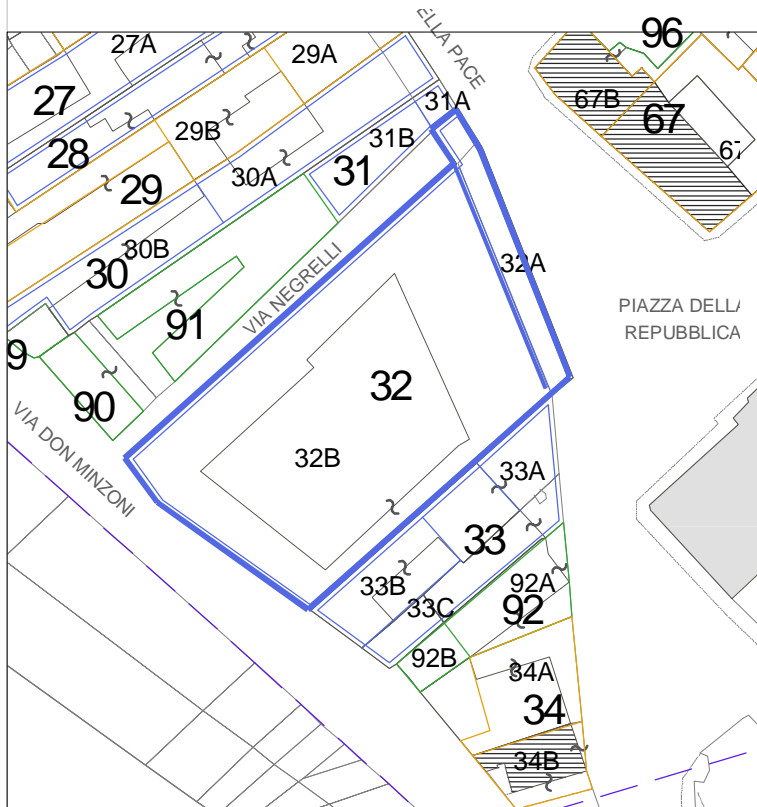 ELLA PACE
96
27A
29A
27
31A
67B
67
29B
31B
28
67
31
30A
29
30B
32A
30
VIA NEGRELLI
PIAZZA DELLA
REPUBBLICA
91
9
32
90
VIA DON MINZONI
32B
33A
33
33B
92A
33C
92
92B
34A
34
34B